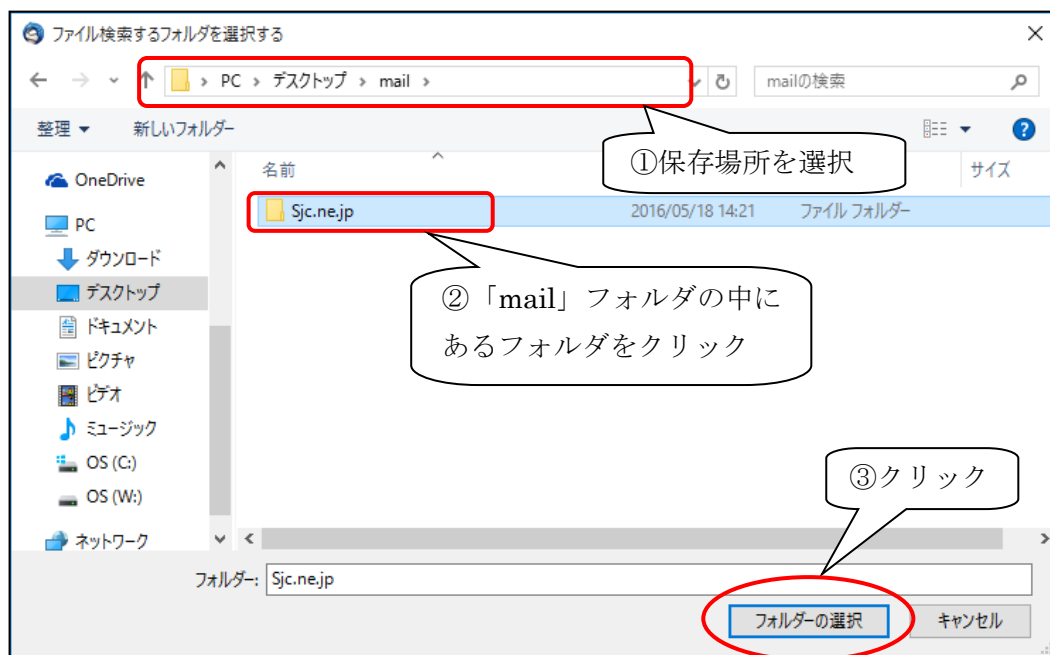 ファイル検索するフォルダを選択する
PC > デスクトップ > mail >
mailの検索
整理 ▼ 新しいフォルダー
①保存場所を選択
名前
サイズ
OneDrive
Sjc.ne.jp 2016/05/18 14:21 ファイル フォルダー
PC
ダウンロード
デスクトップ
②「mail」フォルダの中に
あるフォルダをクリック
ドキュメント
ピクチャ
ビデオ
ミュージック
OS (C:)
③クリック
OS (W:)
ネットワーク
フォルダー: Sjc.ne.jp
フォルダーの選択 キャンセル